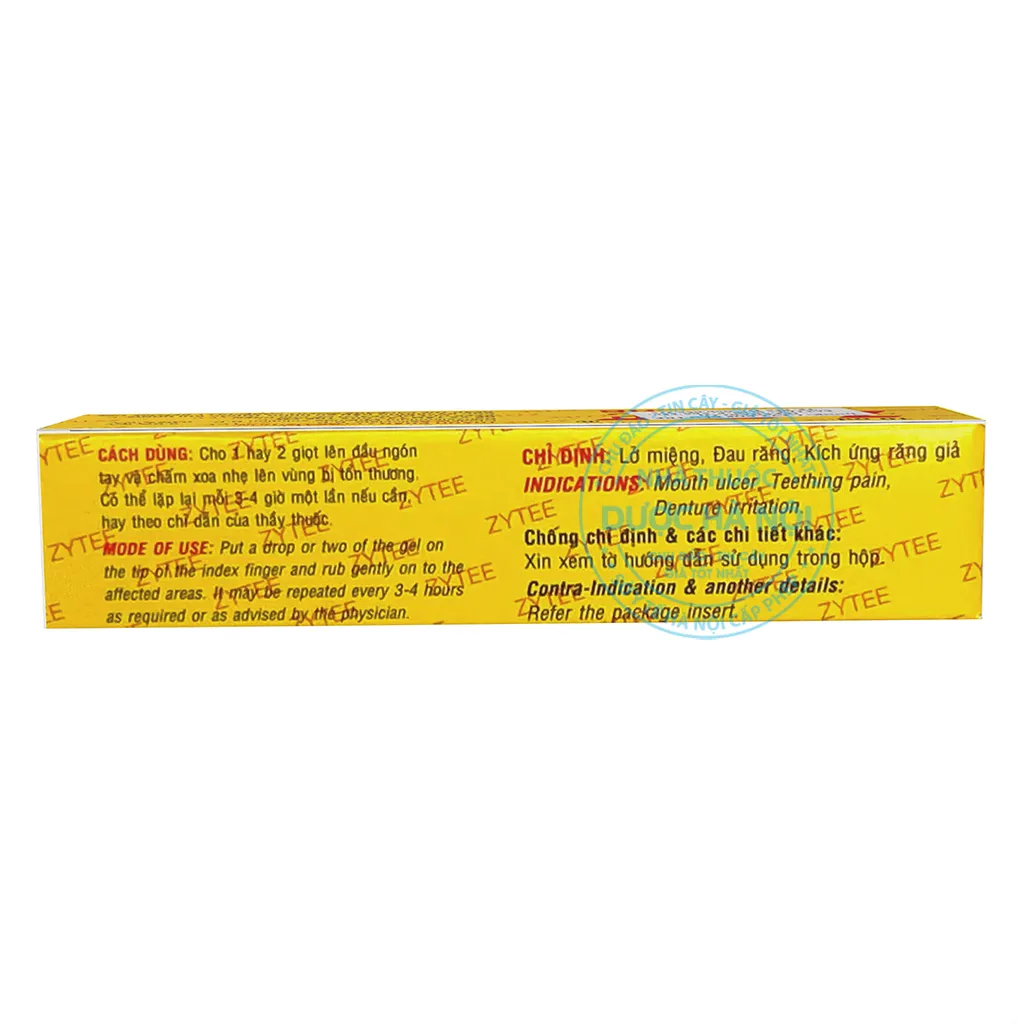 CÁCH DÙNG: Cho 1 hay 2 giọt lên đầu ngón
tay và chấm xoa nhẹ lên vùng bị tổn thương.
Có thể lặp lại mỗi 3-4 giờ một lần nếu cần,
hay theo chỉ dẫn của thầy thuốc.
MODE OF USE: Put a drop or two of the gel on
the tip of the index finger and rub gently on to the
affected areas. It may be repeated every 3-4 hours
as required or as advised by the physician.
CHỈ ĐỊNH: Lở miệng, Đau răng, Kích ứng răng giả
INDICATIONS: Mouth ulcer, Teething pain,
Denture irritation,
Chống chỉ định & các chi tiết khác:
Xin xem tờ hướng dẫn sử dụng trong hộp.
Contra-Indication & another details:
Refer the package insert.
ZYTEE
ZYTEE
ZYTEE
ZYTEE
ZYTEE
ZYTEE
ZYTEE
ZYTEE
NHÀ THUỐC
DƯỢC HÀ NỘI
GIÁ TỐT NHẤT